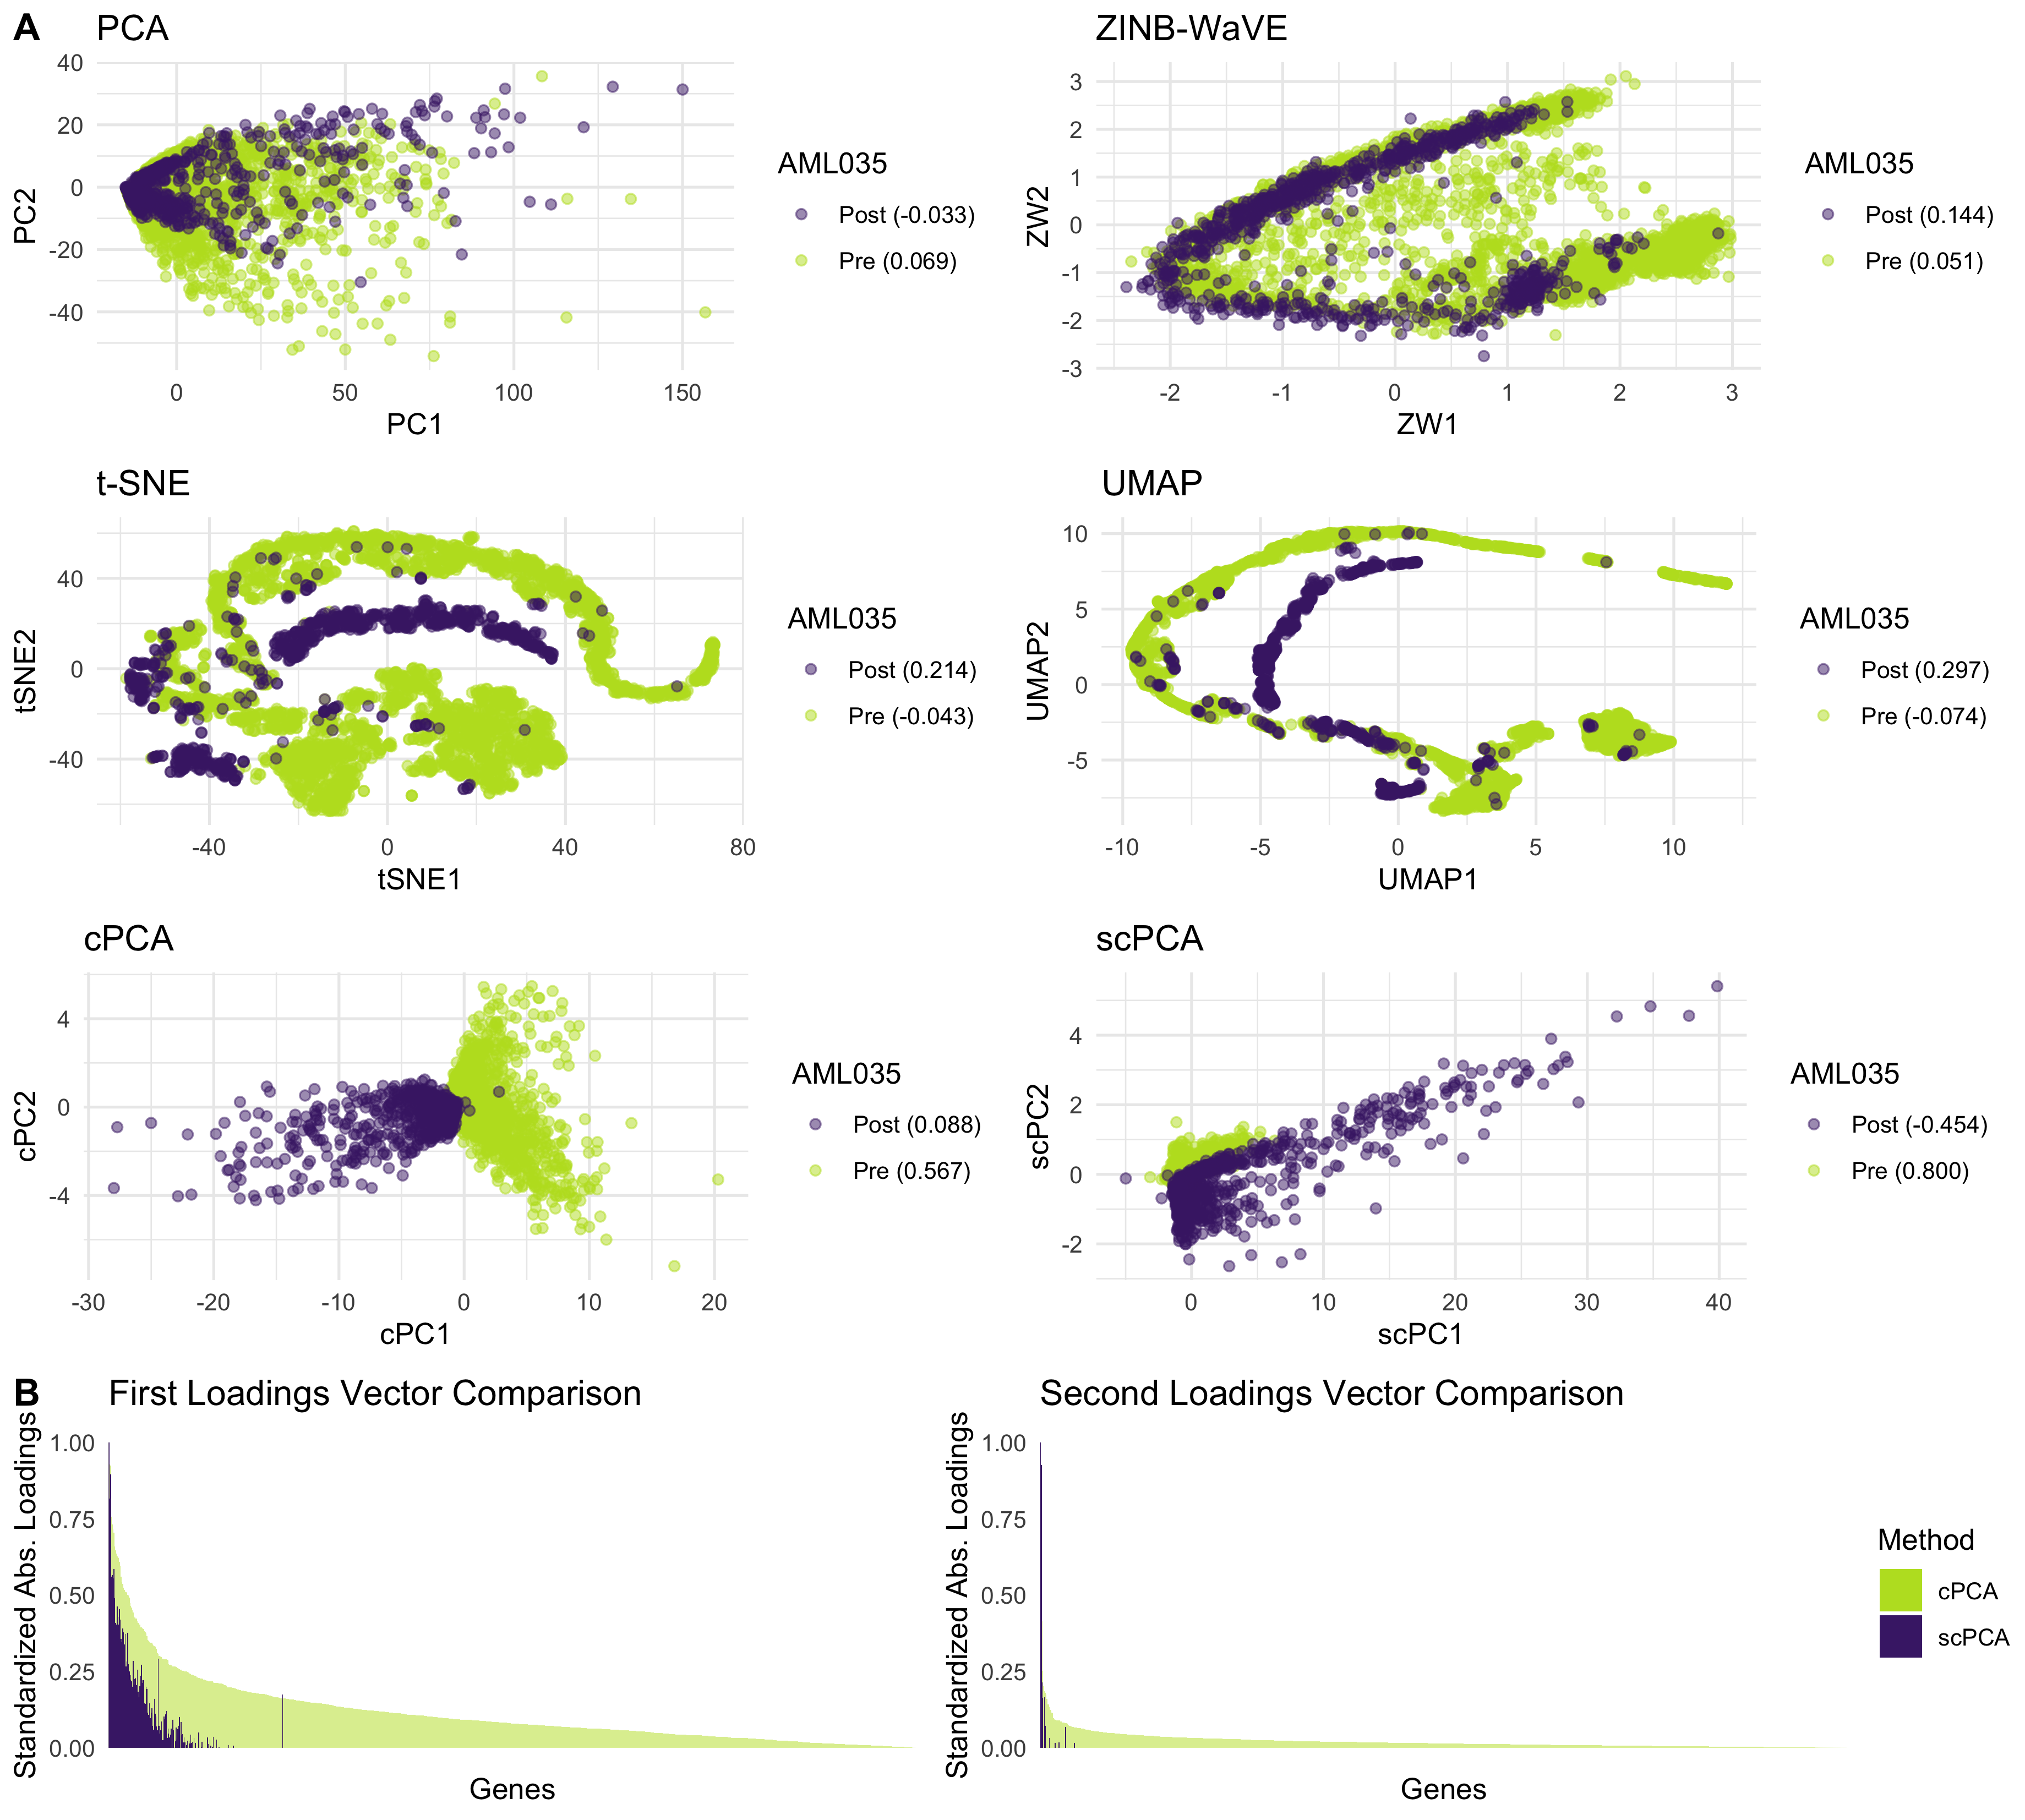 A
PCA
40
20
0
-20
-40
PC2
0
50
100
150
PC1
AML035
Post (-0.033)
Pre (0.069)
ZINB-WaVE
3
2
1
0
-1
-2
-3
ZW2
-2
-1
0
1
2
3
ZW1
AML035
Post (0.144)
Pre (0.051)
t-SNE
40
0
-40
tSNE2
-40
0
40
80
tSNE1
AML035
Post (0.214)
Pre (-0.043)
UMAP
10
5
0
-5
UMAP2
-10
-5
0
5
10
UMAP1
AML035
Post (0.297)
Pre (-0.074)
cPCA
4
0
-4
cPC2
-30
-20
-10
0
10
20
cPC1
AML035
Post (0.088)
Pre (0.567)
scPCA
4
2
0
-2
scPC2
0
10
20
30
40
scPC1
AML035
Post (-0.454)
Pre (0.800)
B
First Loadings Vector Comparison
1.00
0.75
0.50
0.25
0.00
Standardized Abs. Loadings
Genes
Second Loadings Vector Comparison
1.00
0.75
0.50
0.25
0.00
Standardized Abs. Loadings
Genes
Method
cPCA
scPCA